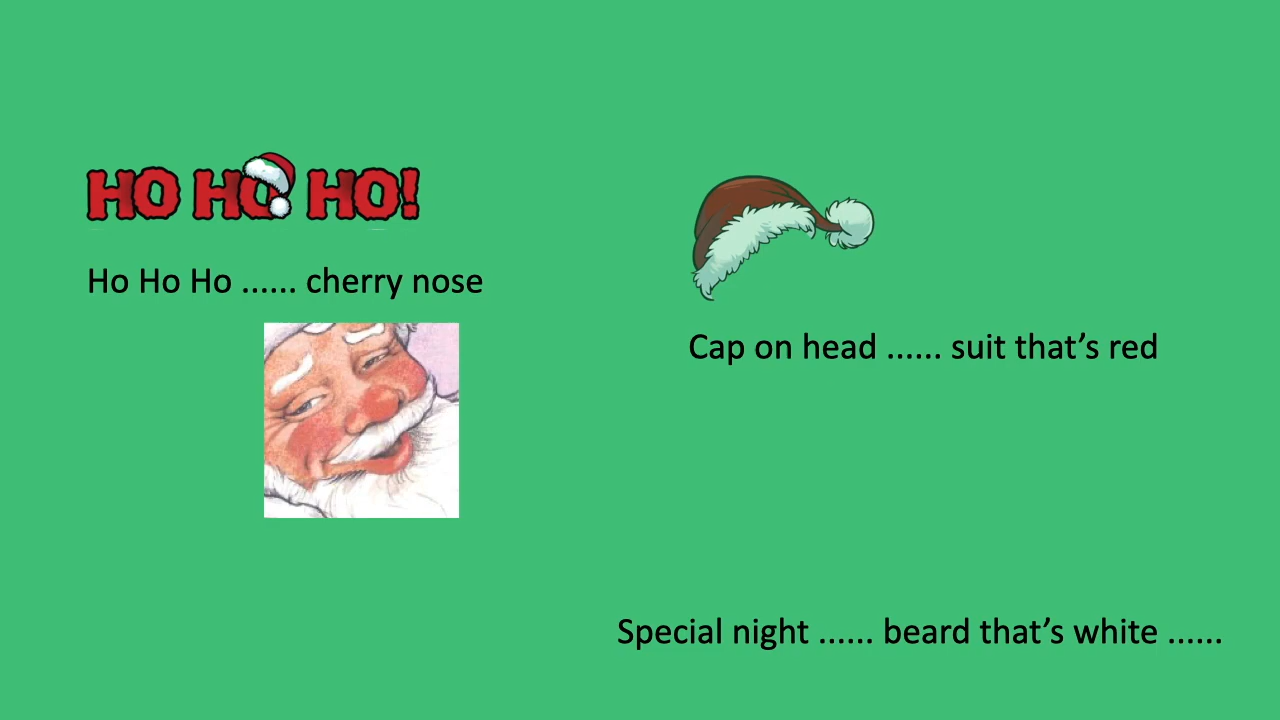 HO HO HO!
Ho Ho Ho ...... cherry nose
Cap on head ...... suit that’s red
Special night ...... beard that’s white ......